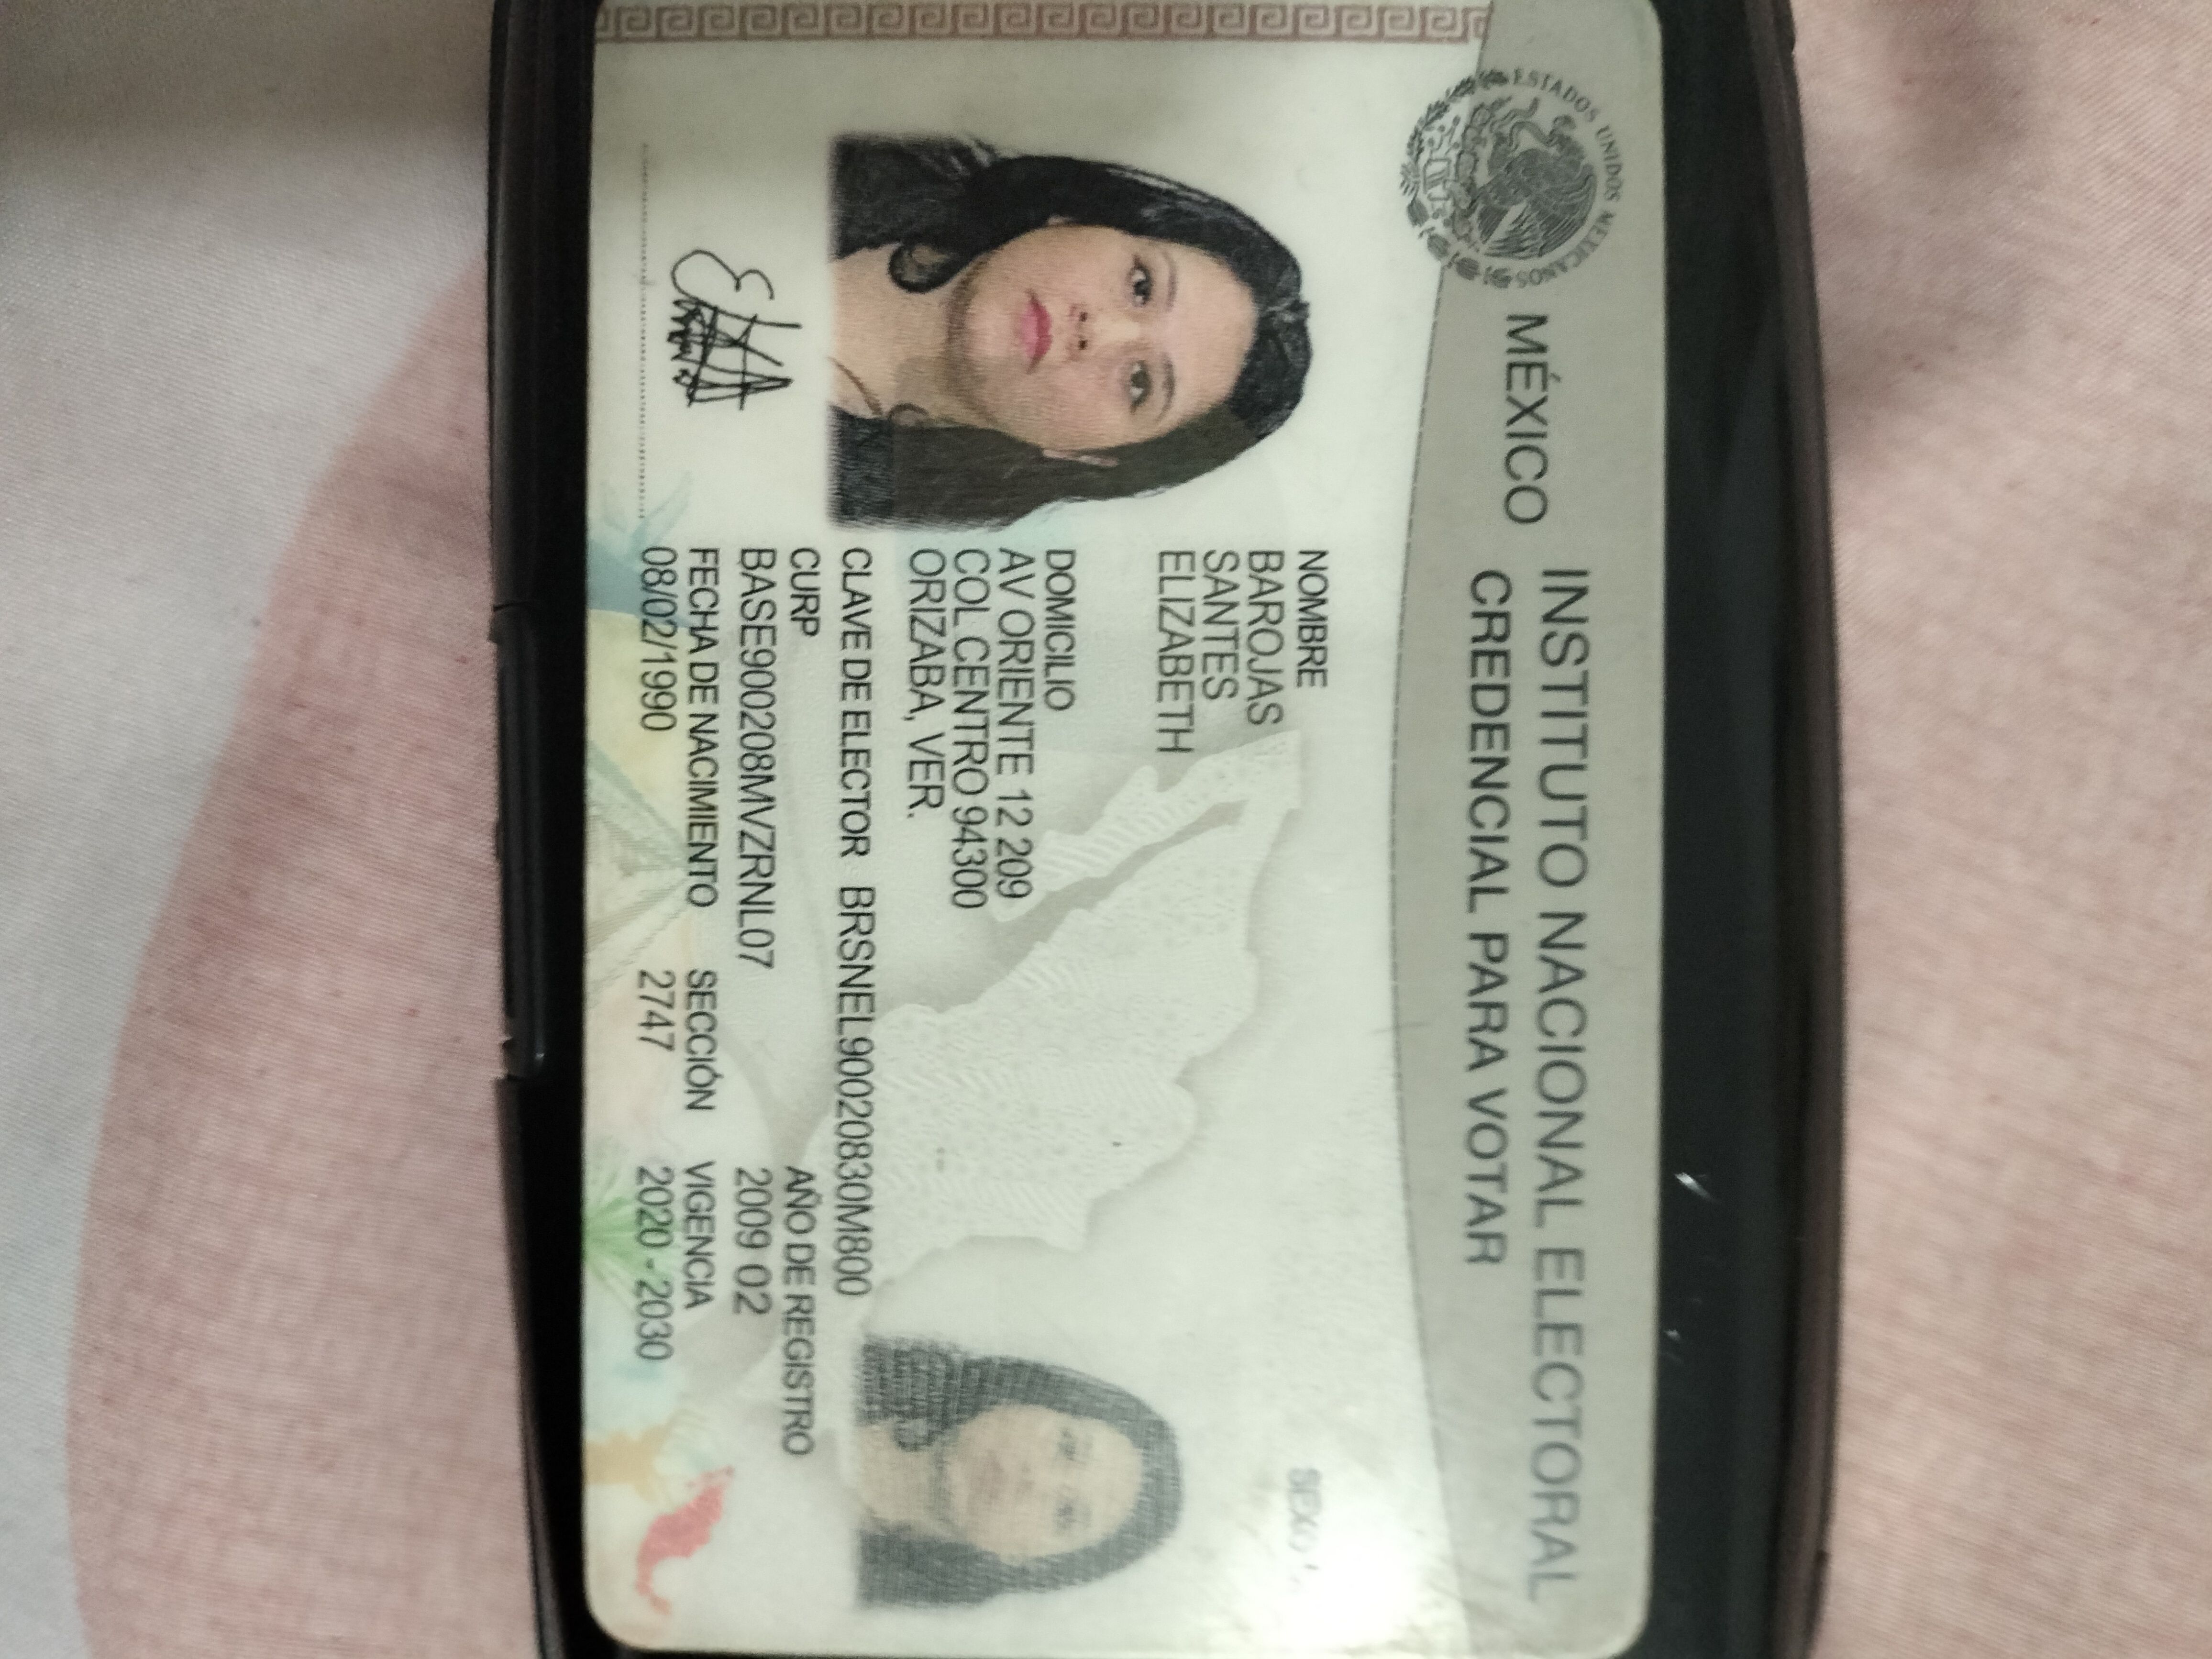 ESTADOS UNIDOS MEXICANOS
MÉXICO INSTITUTO NACIONAL ELECTORAL
CREDENCIAL PARA VOTAR
NOMBRE
BAROJAS
SANTES
ELIZABETH
SEXO
DOMICILIO
AV ORIENTE 12 209
COL CENTRO 94300
ORIZABA, VER.
CLAVE DE ELECTOR BRSNEL90020830M800
CURP
BASE900208MVZRNL07
AÑO DE REGISTRO
2009 02
FECHA DE NACIMIENTO
08/02/1990
SECCIÓN
2747
VIGENCIA
2020 - 2030